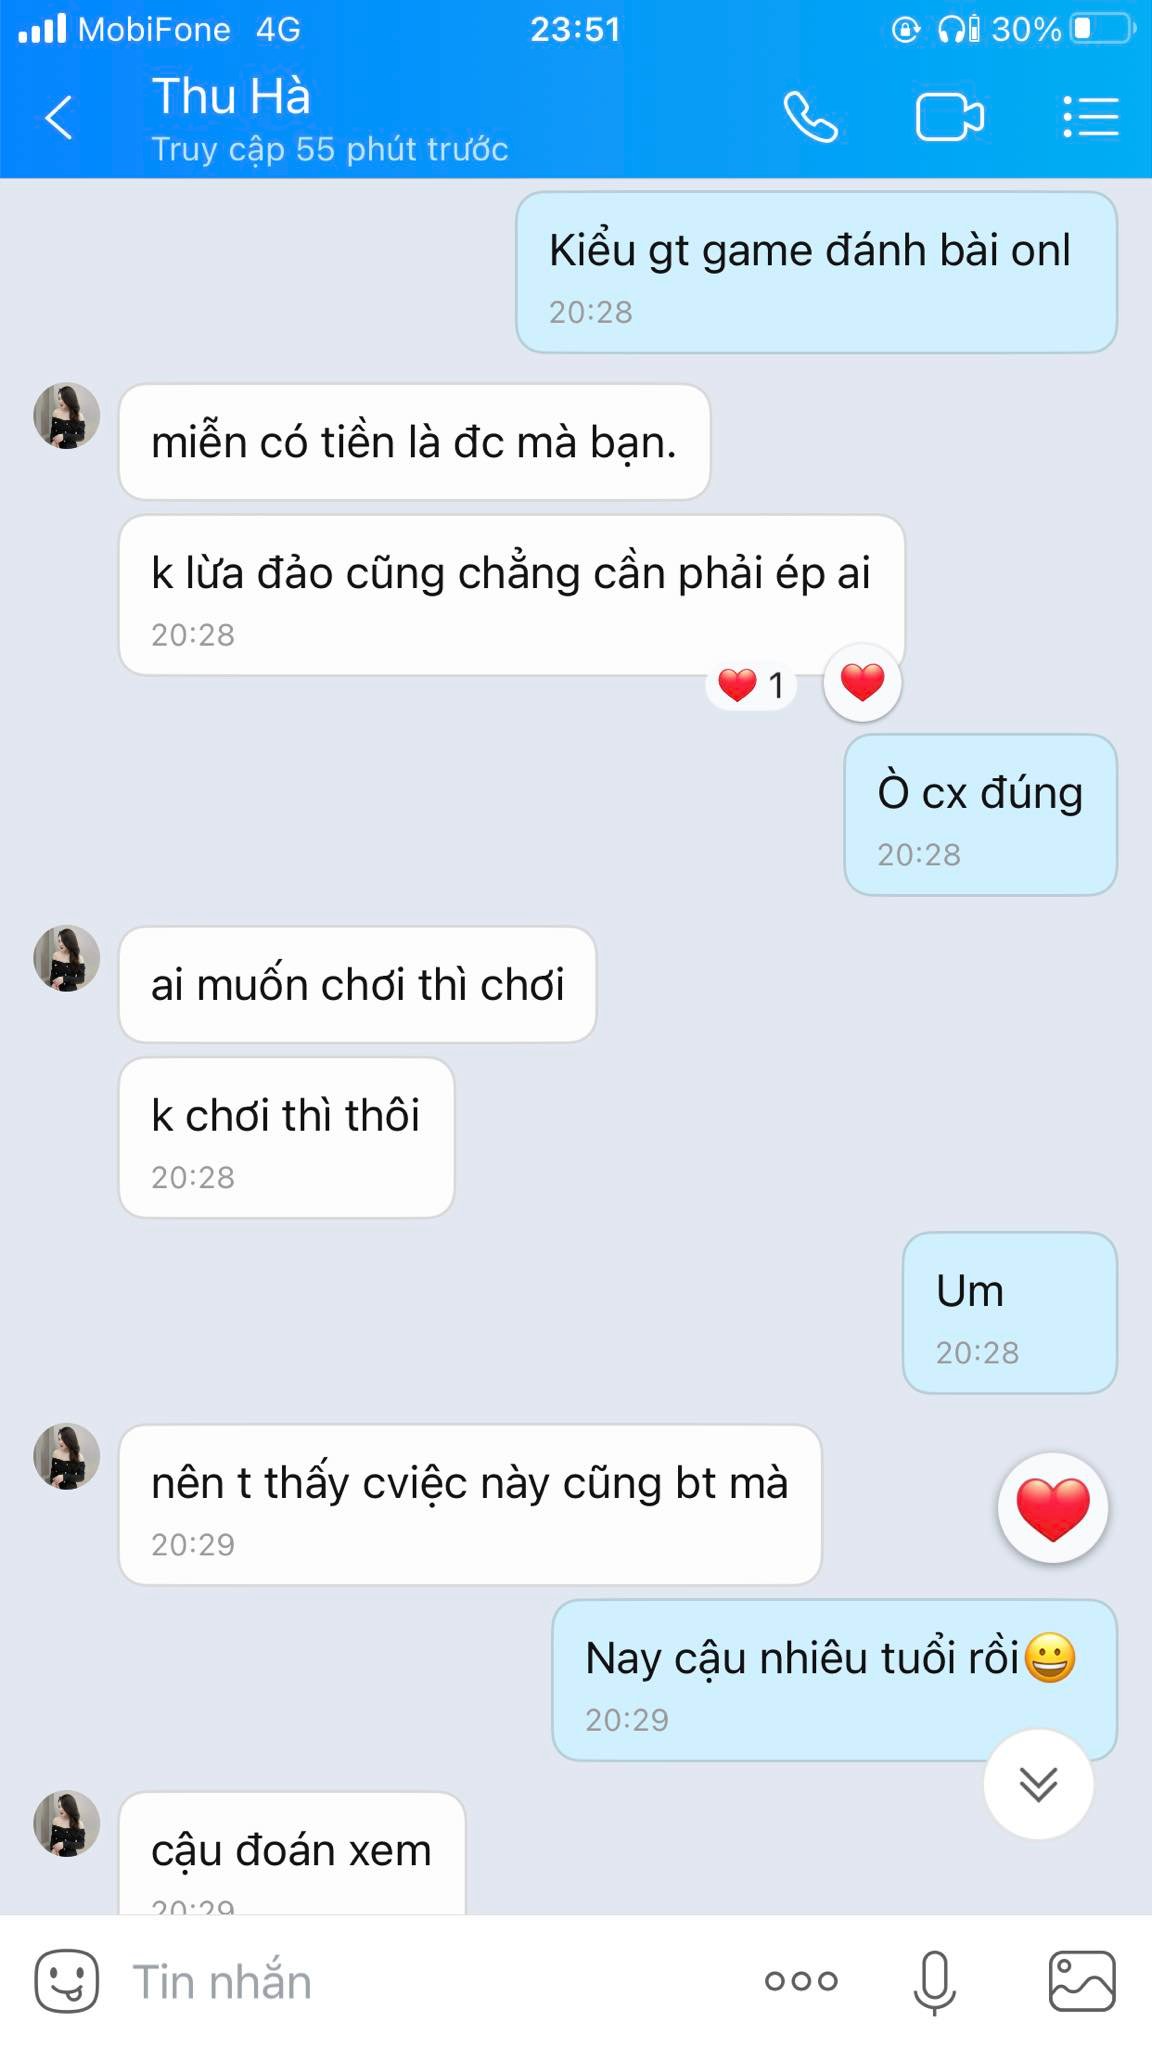 MobiFone 4G 23:51 30%
Thu Hà
Truy cập 55 phút trước
Kiểu gt game đánh bài onl
20:28
miễn có tiền là đc mà bạn.
k lừa đảo cũng chẳng cần phải ép ai
20:28
1
Ò cx đúng
20:28
ai muốn chơi thì chơi
k chơi thì thôi
20:28
Um
20:28
nên t thấy cviệc này cũng bt mà
20:29
Nay cậu nhiêu tuổi rồi😀
20:29
cậu đoán xem
20:29
Tin nhắn